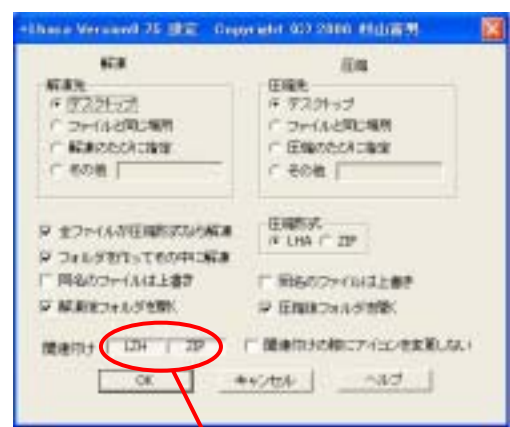 +Lhaca Version0.75 設定 Copyright (C) 2000 村山富男
解凍
圧縮
解凍先
デスクトップ
ファイルと同じ場所
解凍のたびに指定
その他
圧縮先
デスクトップ
ファイルと同じ場所
圧縮のたびに指定
その他
全ファイルが圧縮形式なら解凍
フォルダを作ってその中に解凍
同名のファイルは上書き
解凍後フォルダを開く
圧縮形式
LHA ZIP
同名のファイルは上書き
圧縮後フォルダを開く
関連付け LZH ZIP
関連付けの際にアイコンを変更しない
OK キャンセル ヘルプ